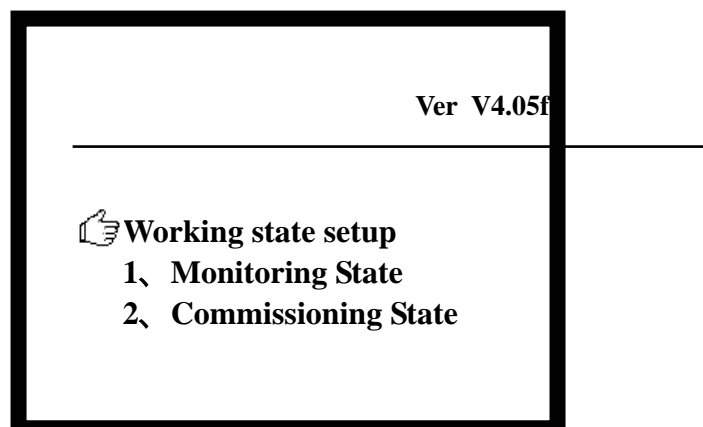 Ver V4.05f
Working state setup
1、 Monitoring State
2、 Commissioning State